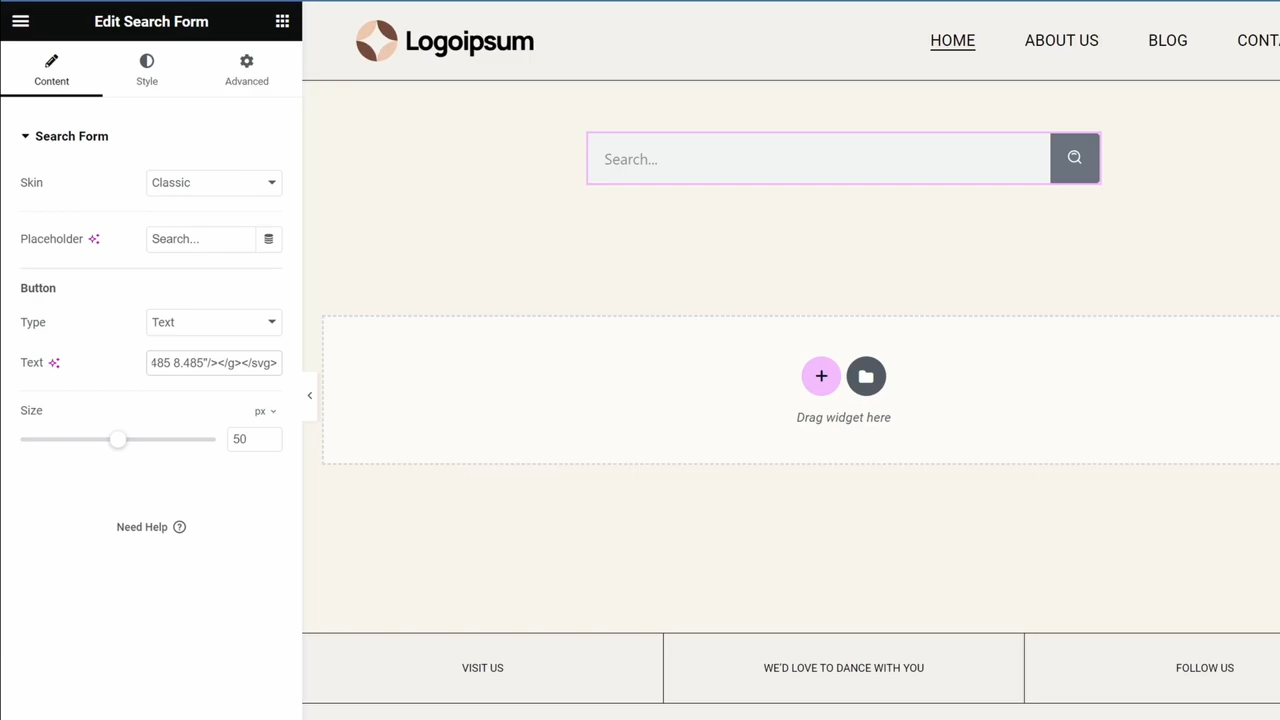 Edit Search Form
Content
Style
Advanced
Search Form
Skin
Classic
Placeholder
Search...
Button
Type
Text
Text
485 8.485"/></g></svg>
Size
px
50
Need Help
Logoipsum
HOME
ABOUT US
BLOG
CONTA
Search...
Drag widget here
VISIT US
WE'D LOVE TO DANCE WITH YOU
FOLLOW US